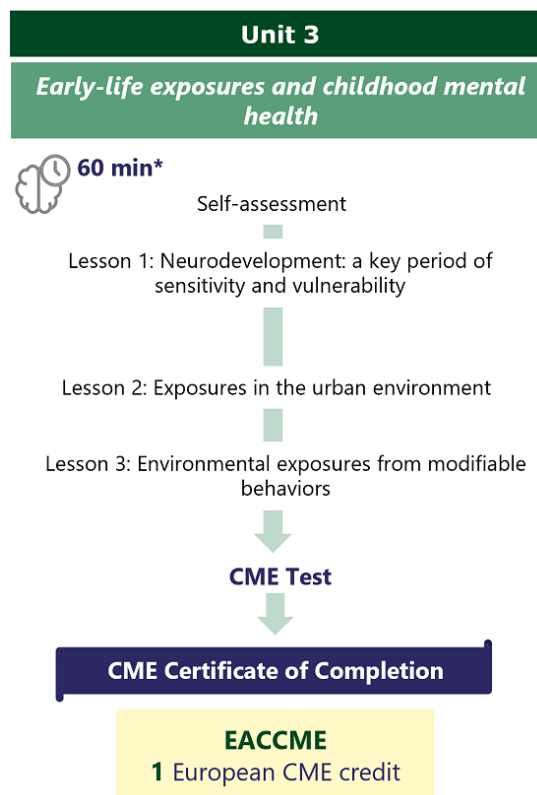 Unit 3
Early-life exposures and childhood mental
health
60 min*
Self-assessment
Lesson 1: Neurodevelopment: a key period of
sensitivity and vulnerability
Lesson 2: Exposures in the urban environment
Lesson 3: Environmental exposures from modifiable
behaviors
CME Test
CME Certificate of Completion
EACCME
1 European CME credit